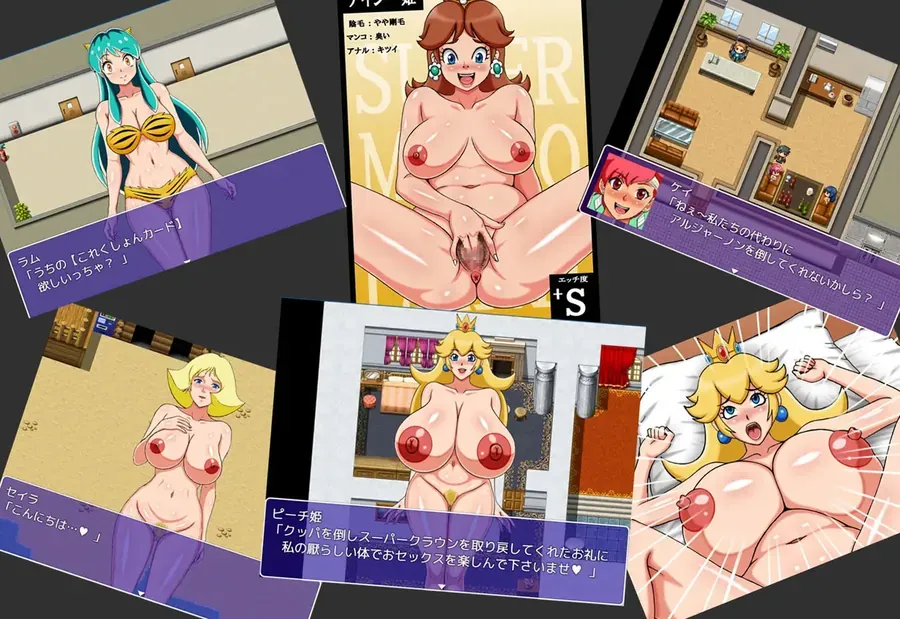 ラム
「うちの【これくしょんカード】
欲しいっちゃ？ 」
陰毛：やや剛毛
マンコ：臭い
アナル：キツイ
エッチ度
+S
ケイ
「ねぇ～私たちの代わりに
アルジャーノンを倒してくれないかしら？ 」
セイラ
「こんにちは…♥ 」
ピーチ姫
「クッパを倒しスーパークラウンを取り戻してくれたお礼に
私の厭らしい体でおセックスを楽しんで下さいませ♥ 」